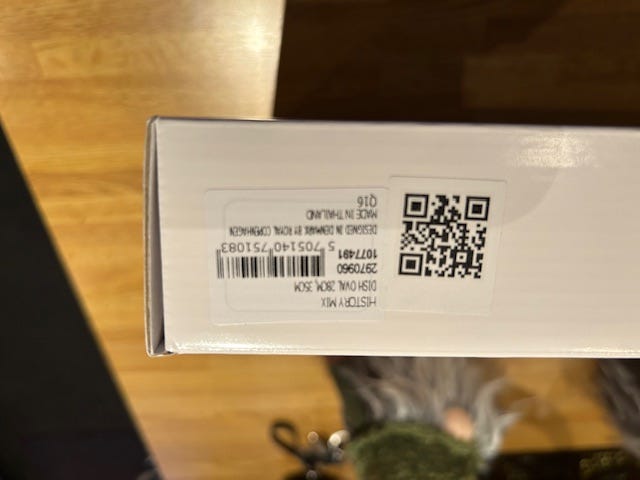 HISTORY MIX
DISH OVAL 28CM, 35CM
2970960
1077491
5 705140 751083
DESIGNED IN DENMARK BY ROYAL COPENHAGEN
MADE IN THAILAND
Q16